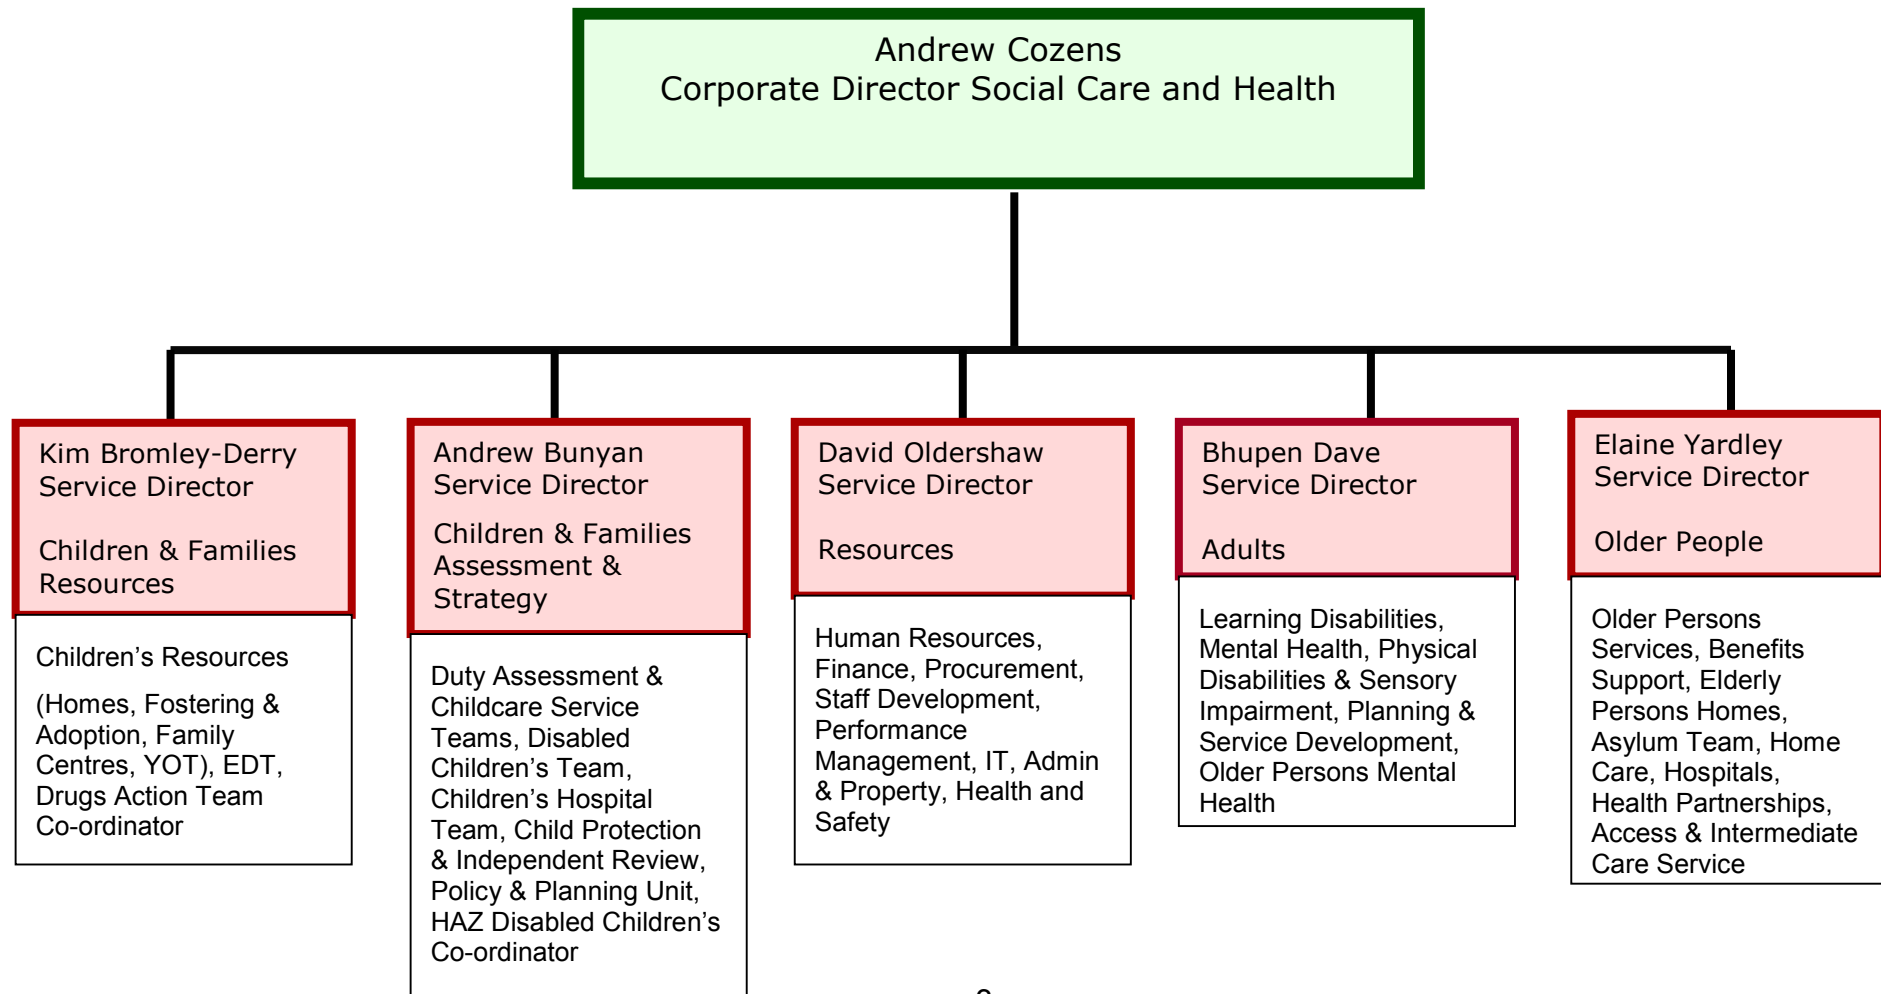 Andrew Cozens
Corporate Director Social Care and Health
Kim Bromley-Derry
Service Director
Children & Families
Resources
Children’s Resources
(Homes, Fostering &
Adoption, Family
Centres, YOT), EDT,
Drugs Action Team
Co-ordinator
Andrew Bunyan
Service Director
Children & Families
Assessment &
Strategy
Duty Assessment &
Childcare Service
Teams, Disabled
Children’s Team,
Children’s Hospital
Team, Child Protection
& Independent Review,
Policy & Planning Unit,
HAZ Disabled Children’s
Co-ordinator
David Oldershaw
Service Director
Resources
Human Resources,
Finance, Procurement,
Staff Development,
Performance
Management, IT, Admin
& Property, Health and
Safety
Bhupen Dave
Service Director
Adults
Learning Disabilities,
Mental Health, Physical
Disabilities & Sensory
Impairment, Planning &
Service Development,
Older Persons Mental
Health
Elaine Yardley
Service Director
Older People
Older Persons
Services, Benefits
Support, Elderly
Persons Homes,
Asylum Team, Home
Care, Hospitals,
Health Partnerships,
Access & Intermediate
Care Service